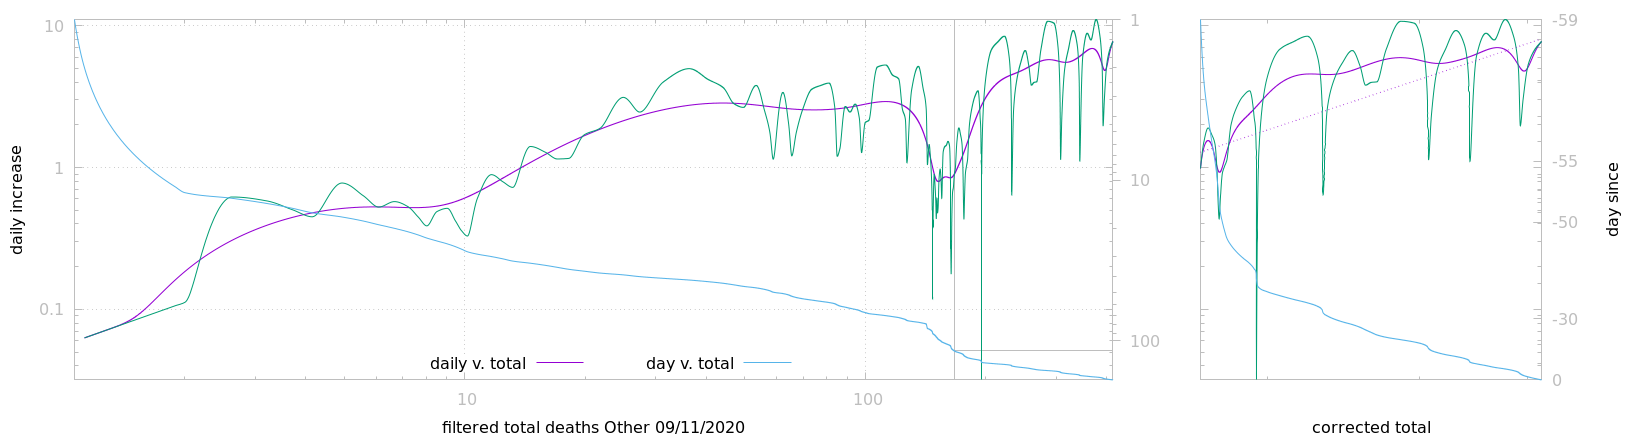 10
1
0.1
daily increase
10
100
filtered total deaths Other 09/11/2020
daily v. total
day v. total
1
10
100
-59
-55
-50
-30
0
day since
corrected total